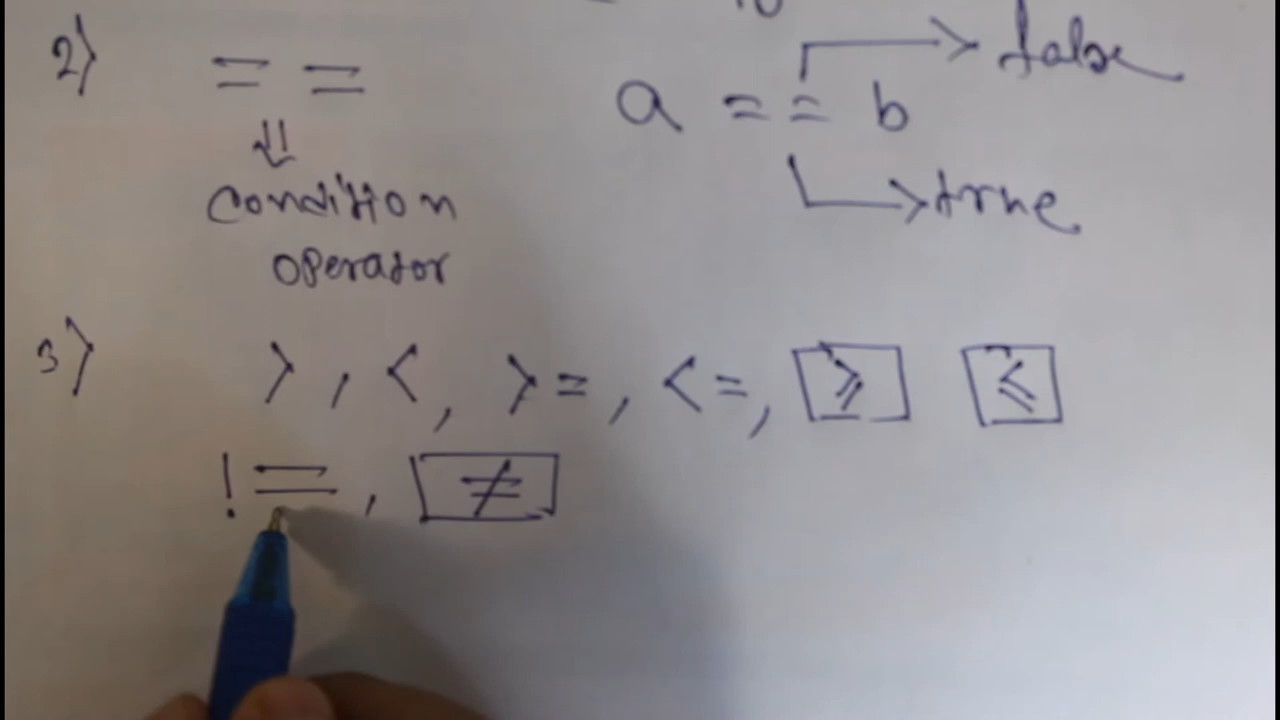 2) == a == b → false
⇓ → true
condition
operator
3) >, <, >=, <=, ⩾ ⩽
!=, ≠